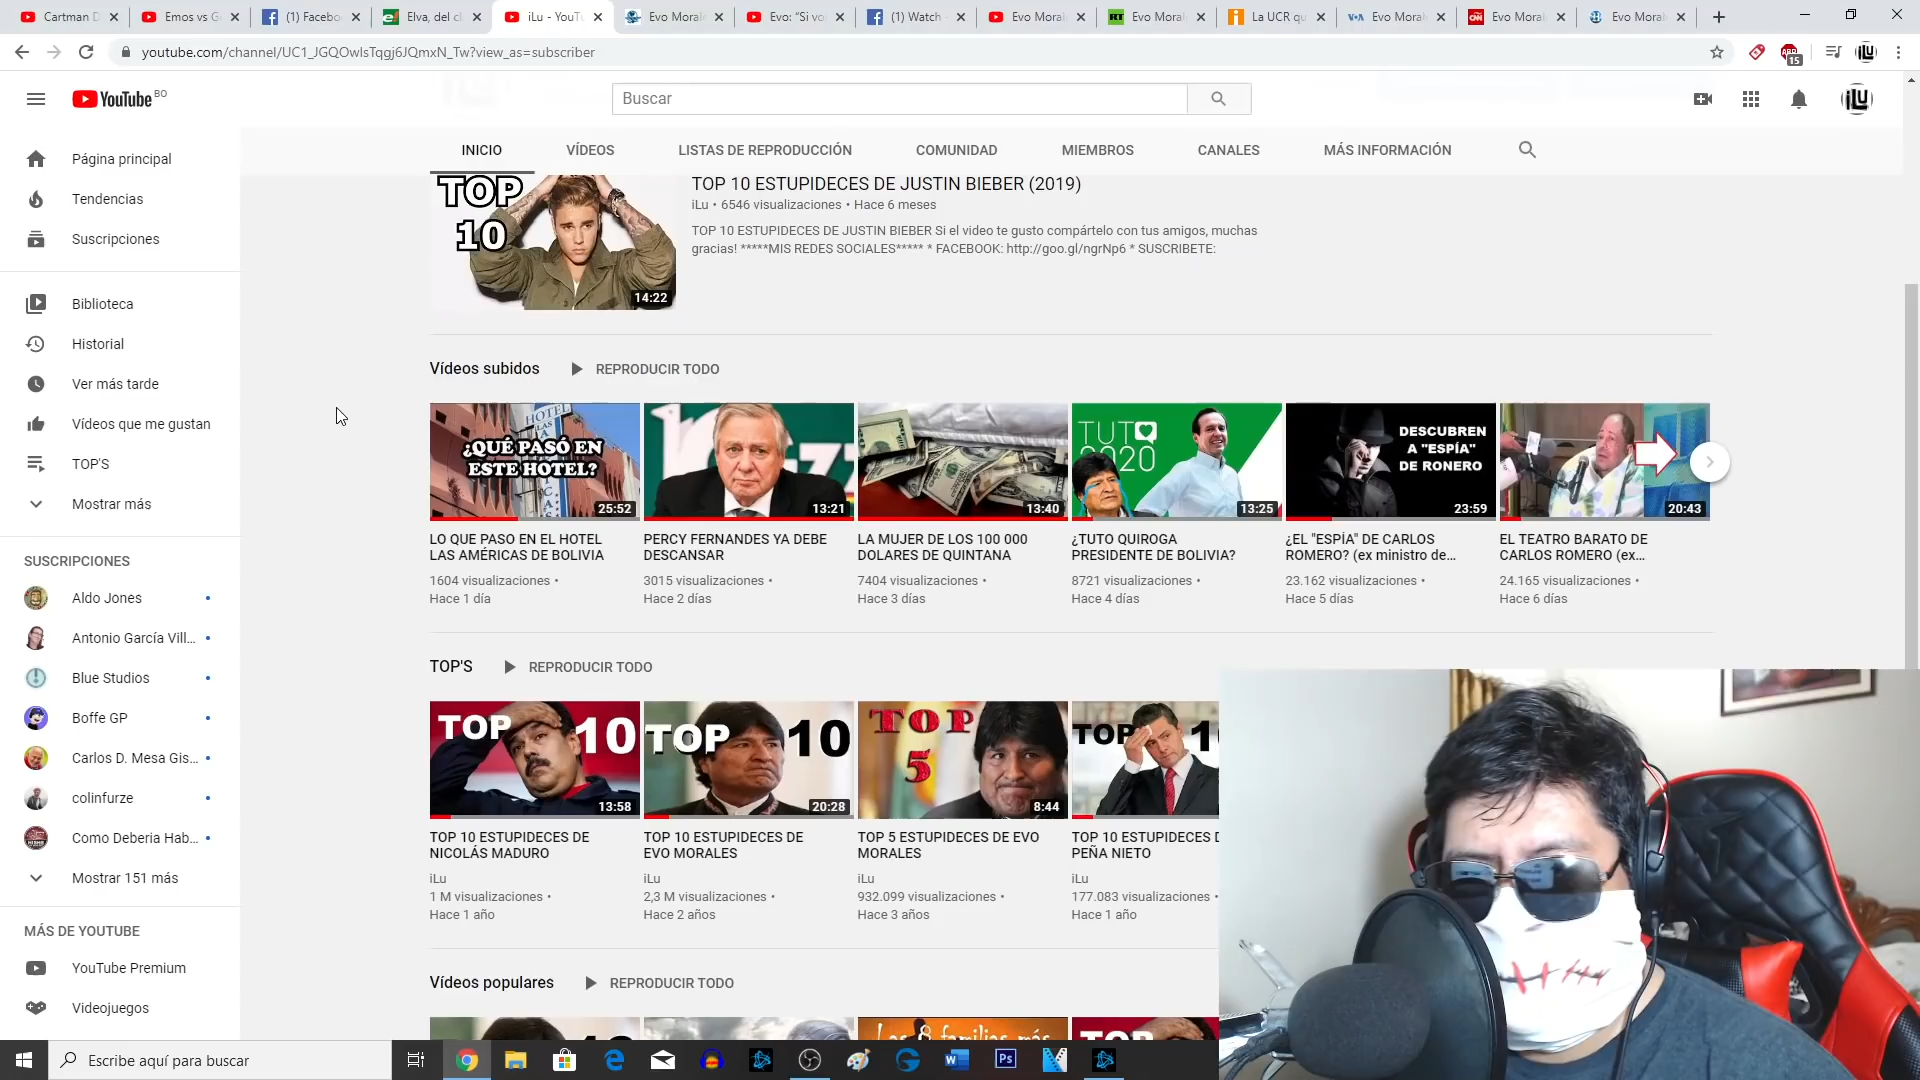 Cartman D
Emos vs G
(1) Facebo
Elva, del c
iLu - YouTu
Evo Moral
Evo: "Si vo
(1) Watch
Evo Moral
Evo Moral
La UCR qu
Evo Moral
Evo Moral
Evo Moral
youtube.com/channel/UC1_JGQOwlsTqgj6JQmxN_Tw?view_as=subscriber
15
YouTube BO
Buscar
iLU
Página principal
Tendencias
Suscripciones
Biblioteca
Historial
Ver más tarde
Vídeos que me gustan
TOP'S
Mostrar más
SUSCRIPCIONES
Aldo Jones
Antonio García Vill...
Blue Studios
Boffe GP
Carlos D. Mesa Gis...
colinfurze
Como Deberia Hab...
Mostrar 151 más
MÁS DE YOUTUBE
YouTube Premium
Videojuegos
INICIO
VÍDEOS
LISTAS DE REPRODUCCIÓN
COMUNIDAD
MIEMBROS
CANALES
MÁS INFORMACIÓN
TOP
10
14:22
TOP 10 ESTUPIDECES DE JUSTIN BIEBER (2019)
iLu • 6546 visualizaciones • Hace 6 meses
TOP 10 ESTUPIDECES DE JUSTIN BIEBER Si el video te gusto compártelo con tus amigos, muchas
gracias! *****MIS REDES SOCIALES***** * FACEBOOK: http://goo.gl/ngrNp6 * SUSCRIBETE:
Vídeos subidos
REPRODUCIR TODO
HOTEL
¿QUÉ PASÓ EN
ESTE HOTEL?
25:52
LO QUE PASO EN EL HOTEL
LAS AMÉRICAS DE BOLIVIA
1604 visualizaciones •
Hace 1 día
13:21
PERCY FERNANDES YA DEBE
DESCANSAR
3015 visualizaciones •
Hace 2 días
13:40
LA MUJER DE LOS 100 000
DOLARES DE QUINTANA
7404 visualizaciones •
Hace 3 días
TUTO
2020
13:25
¿TUTO QUIROGA
PRESIDENTE DE BOLIVIA?
8721 visualizaciones •
Hace 4 días
DESCUBREN
A "ESPÍA"
DE RONERO
23:59
¿EL "ESPÍA" DE CARLOS
ROMERO? (ex ministro de...
23.162 visualizaciones •
Hace 5 días
20:43
EL TEATRO BARATO DE
CARLOS ROMERO (ex...
24.165 visualizaciones •
Hace 6 días
TOP'S
REPRODUCIR TODO
TOP 10
13:58
TOP 10 ESTUPIDECES DE
NICOLÁS MADURO
iLu
1 M visualizaciones •
Hace 1 año
TOP 10
20:28
TOP 10 ESTUPIDECES DE
EVO MORALES
iLu
2,3 M visualizaciones •
Hace 2 años
TOP
5
8:44
TOP 5 ESTUPIDECES DE EVO
MORALES
iLu
932.099 visualizaciones •
Hace 3 años
TOP 1
TOP 10 ESTUPIDECES D
PEÑA NIETO
iLu
177.083 visualizaciones •
Hace 1 año
Vídeos populares
REPRODUCIR TODO
Las 8 familias más
Escribe aquí para buscar